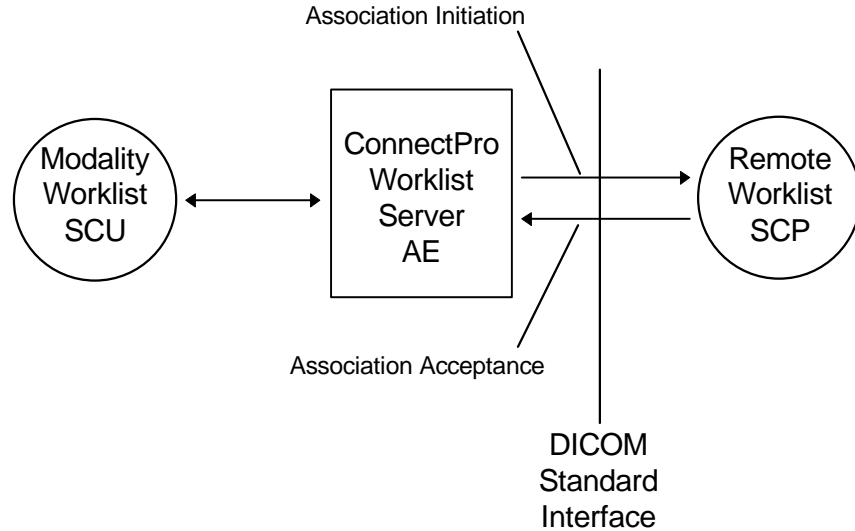 Association Initiation
Modality
Worklist
SCU
ConnectPro
Worklist
Server
AE
Remote
Worklist
SCP
Association Acceptance
DICOM
Standard
Interface